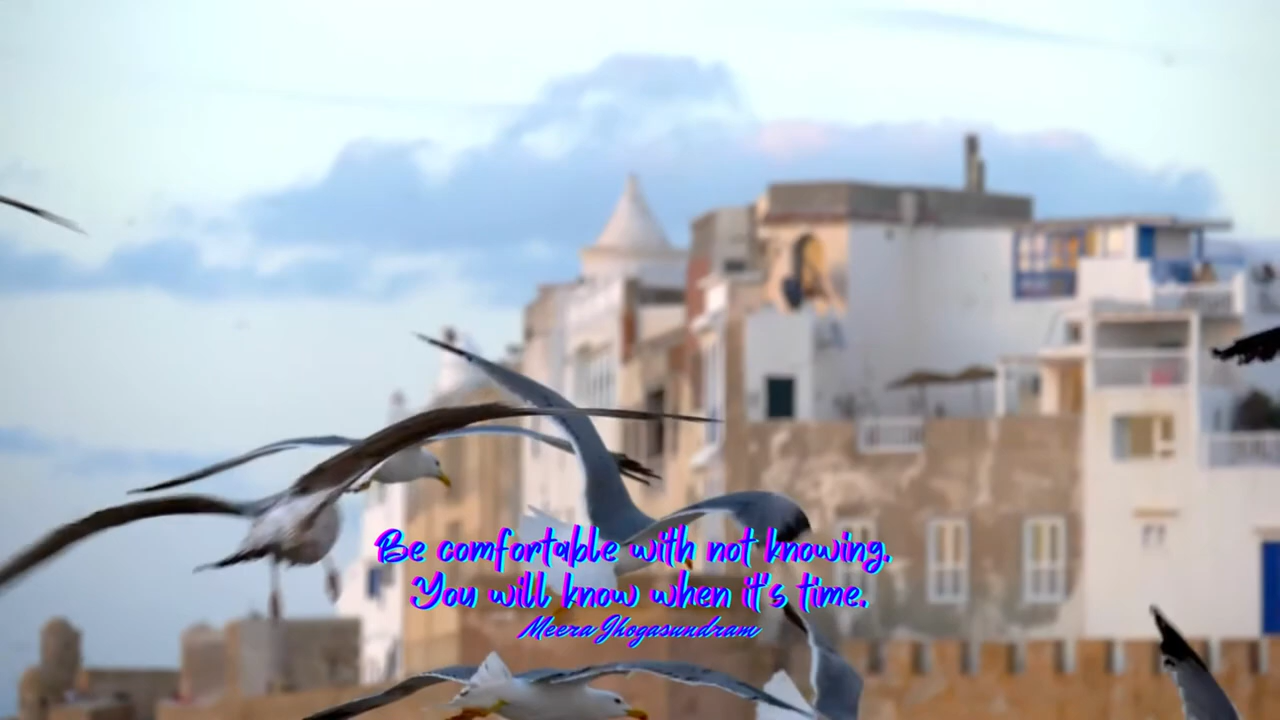 Be comfortable with not knowing.
You will know when it's time.
Meera Jhogasundram